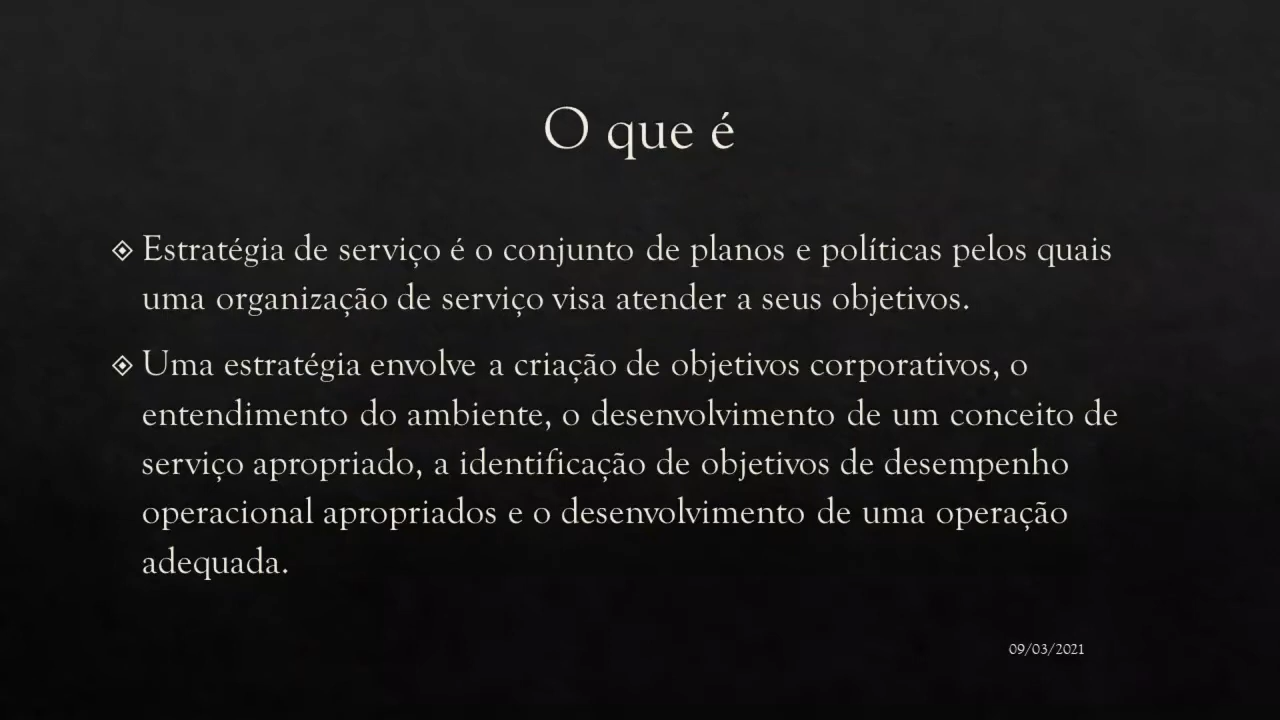 O que é
Estratégia de serviço é o conjunto de planos e políticas pelos quais
uma organização de serviço visa atender a seus objetivos.
Uma estratégia envolve a criação de objetivos corporativos, o
entendimento do ambiente, o desenvolvimento de um conceito de
serviço apropriado, a identificação de objetivos de desempenho
operacional apropriados e o desenvolvimento de uma operação
adequada.
09/03/2021